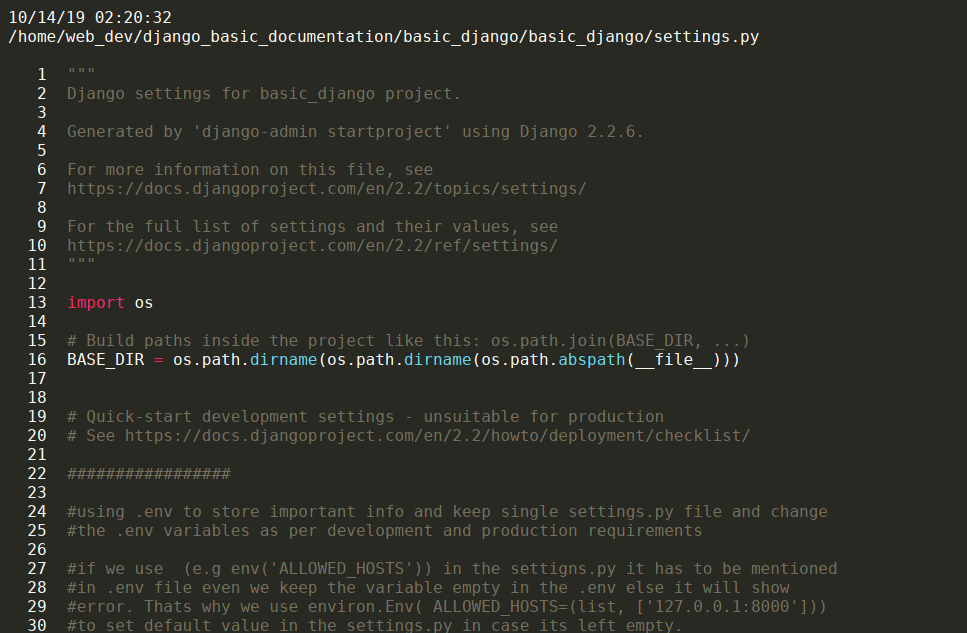 10/14/19 02:20:32
/home/web_dev/django_basic_documentation/basic_django/basic_django/settings.py
1 """
2 Django settings for basic_django project.
3
4 Generated by 'django-admin startproject' using Django 2.2.6.
5
6 For more information on this file, see
7 https://docs.djangoproject.com/en/2.2/topics/settings/
8
9 For the full list of settings and their values, see
10 https://docs.djangoproject.com/en/2.2/ref/settings/
11 """
12
13 import os
14
15 # Build paths inside the project like this: os.path.join(BASE_DIR, ...)
16 BASE_DIR = os.path.dirname(os.path.dirname(os.path.abspath(__file__)))
17
18
19 # Quick-start development settings - unsuitable for production
20 # See https://docs.djangoproject.com/en/2.2/howto/deployment/checklist/
21
22 #################
23
24 #using .env to store important info and keep single settings.py file and change
25 #the .env variables as per development and production requirements
26
27 #if we use  (e.g env('ALLOWED_HOSTS')) in the settigns.py it has to be mentioned
28 #in .env file even we keep the variable empty in the .env else it will show
29 #error. Thats why we use environ.Env( ALLOWED_HOSTS=(list, ['127.0.0.1:8000']))
30 #to set default value in the settings.py in case its left empty.